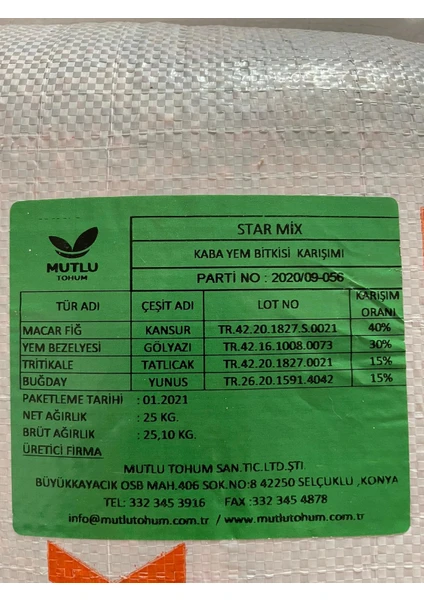 MUTLU
TOHUM
STAR MİX
KABA YEM BİTKİSİ KARIŞIMI
PARTİ NO : 2020/09-056
TÜR ADI ÇEŞİT ADI LOT NO KARIŞIM ORANI
MACAR FİĞ KANSUR TR.42.20.1827.S.0021 40%
YEM BEZELYESİ GÖLYAZI TR.42.16.1008.0073 30%
TRİTİKALE TATLICAK TR.42.20.1827.0021 15%
BUĞDAY YUNUS TR.26.20.1591.4042 15%
PAKETLEME TARİHİ : 01.2021
NET AĞIRLIK : 25 KG.
BRÜT AĞIRLIK : 25,10 KG.
ÜRETİCİ FİRMA
MUTLU TOHUM SAN.TİC.LTD.ŞTİ.
BÜYÜKKAYACIK OSB MAH.406 SOK.NO:8 42250 SELÇUKLU ,KONYA
TEL: 332 345 3916 FAX :332 345 4878
info@mutlutohum.com.tr / www.mutlutohum.com.tr